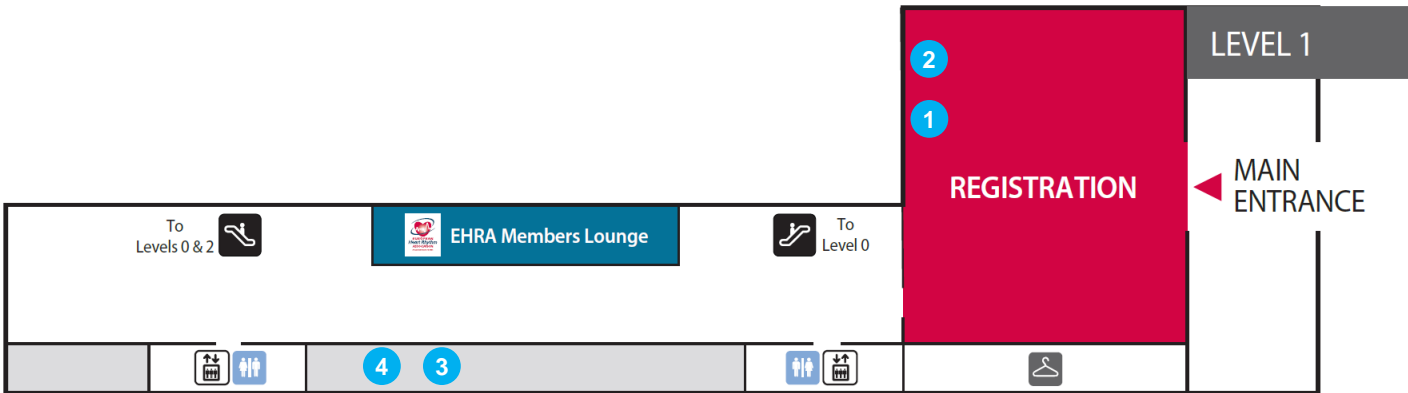 LEVEL 1
2
1
REGISTRATION
MAIN
ENTRANCE
To
Levels 0 & 2
EHRA Members Lounge
To
Level 0
4
3